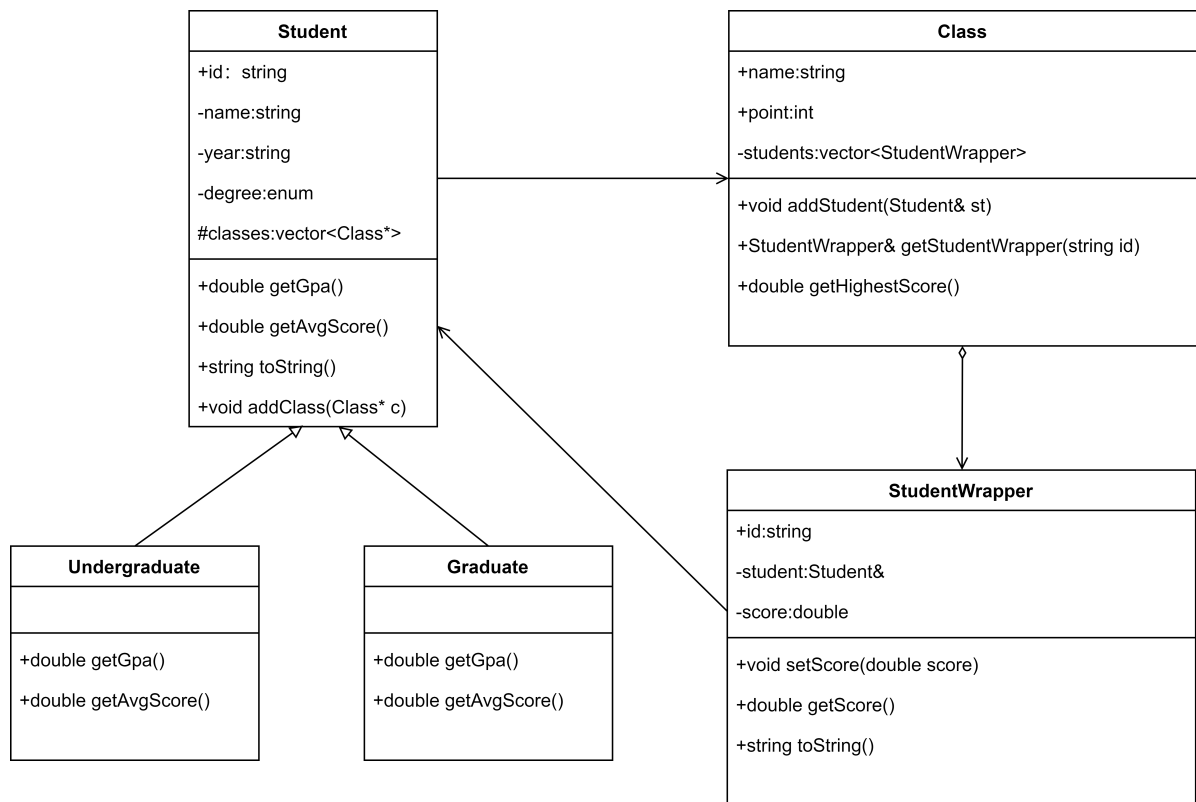 Student
+id：string
-name:string
-year:string
-degree:enum
#classes:vector<Class*>
+double getGpa()
+double getAvgScore()
+string toString()
+void addClass(Class* c)
Class
+name:string
+point:int
-students:vector<StudentWrapper>
+void addStudent(Student& st)
+StudentWrapper& getStudentWrapper(string id)
+double getHighestScore()
Undergraduate
+double getGpa()
+double getAvgScore()
Graduate
+double getGpa()
+double getAvgScore()
StudentWrapper
+id:string
-student:Student&
-score:double
+void setScore(double score)
+double getScore()
+string toString()